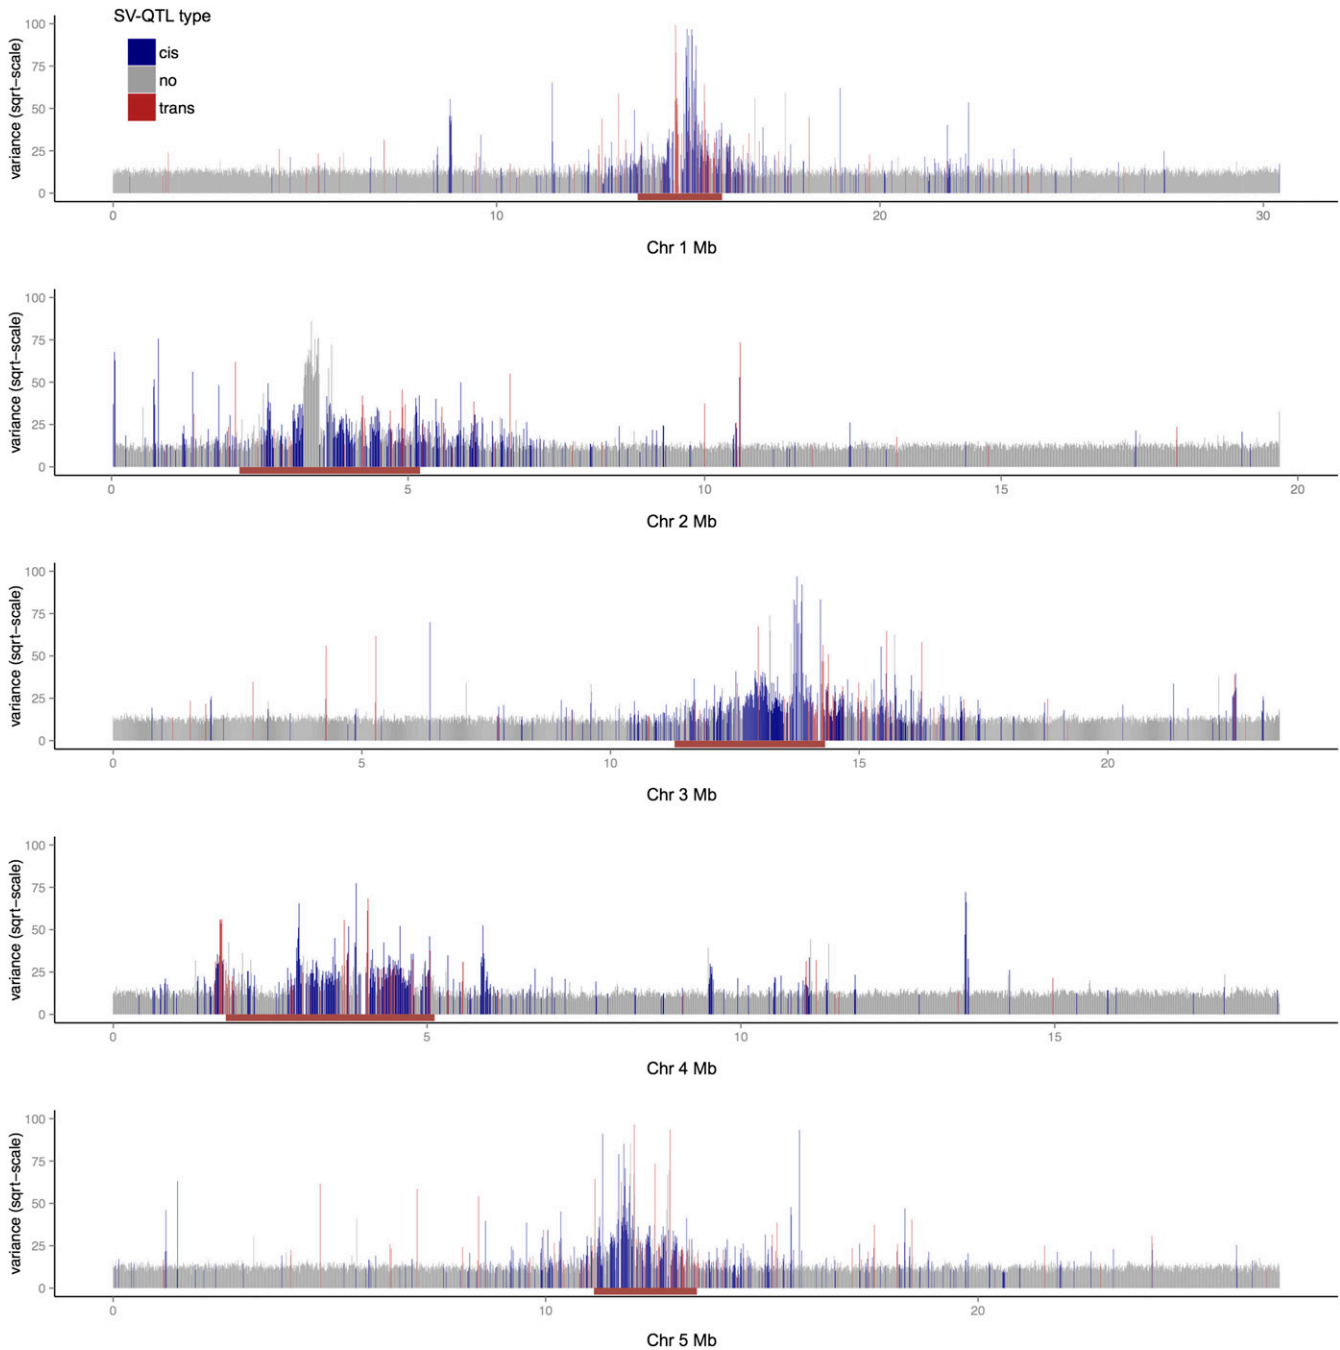 SV-QTL type
cis
no
trans
variance (sqrt-scale)
100
75
50
25
0
0 10 20 30
Chr 1 Mb
variance (sqrt-scale)
100
75
50
25
0
0 5 10 15 20
Chr 2 Mb
variance (sqrt-scale)
100
75
50
25
0
0 5 10 15 20
Chr 3 Mb
variance (sqrt-scale)
100
75
50
25
0
0 5 10 15
Chr 4 Mb
variance (sqrt-scale)
100
75
50
25
0
0 10 20
Chr 5 Mb